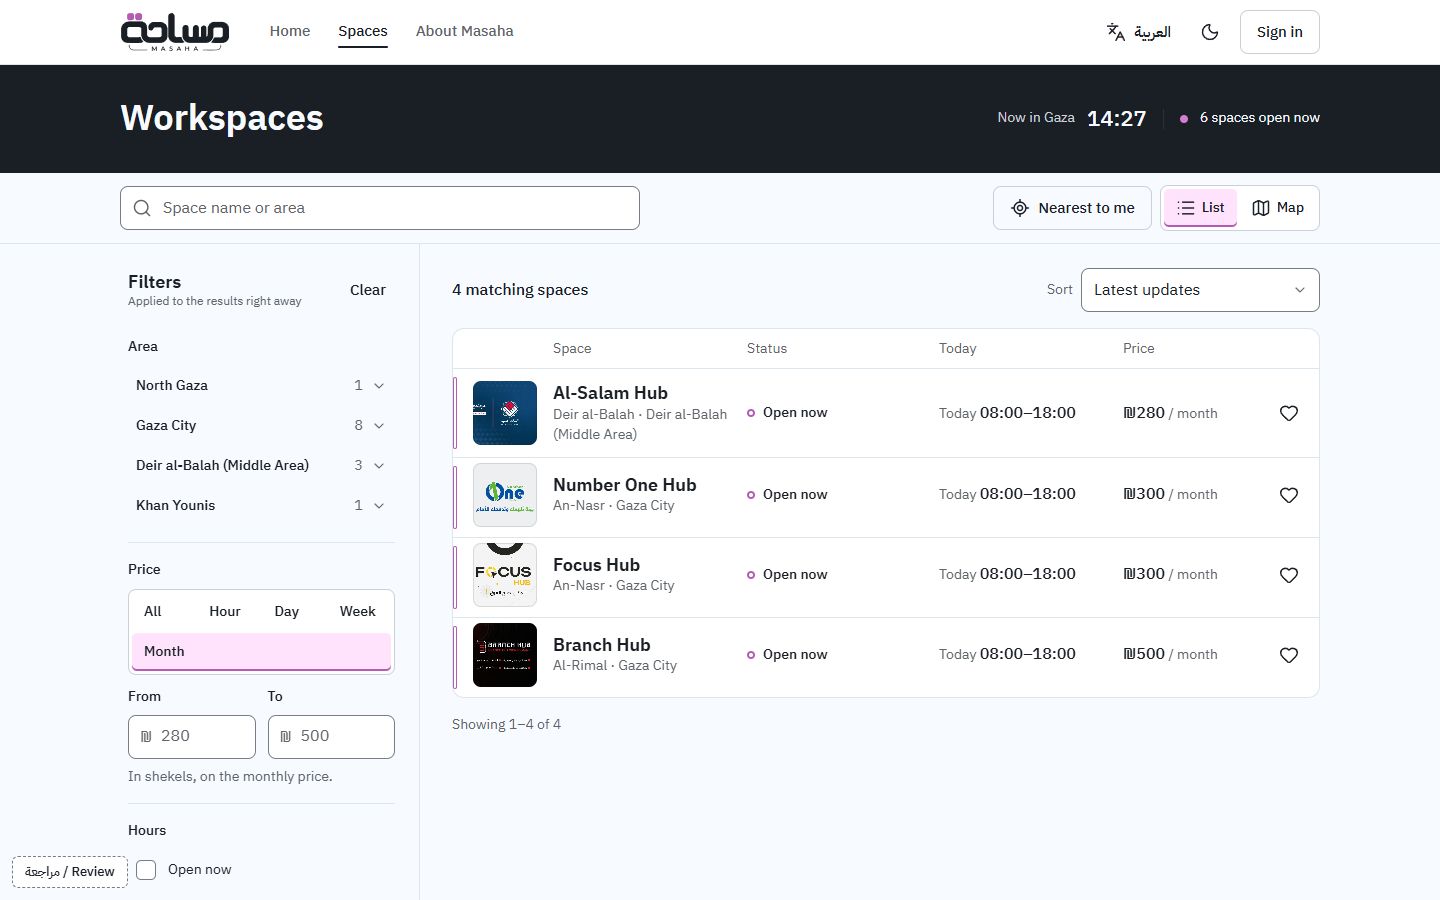 مساحة
MASAHA
Home
Spaces
About Masaha
العربية
Sign in
Workspaces
Now in Gaza 14:27
6 spaces open now
Space name or area
Nearest to me
List
Map
Filters
Applied to the results right away
Clear
Area
North Gaza 1
Gaza City 8
Deir al-Balah (Middle Area) 3
Khan Younis 1
Price
All Hour Day Week
Month
From To
₪ 280 ₪ 500
In shekels, on the monthly price.
Hours
Open now
مراجعة / Review
4 matching spaces
Sort Latest updates
Space Status Today Price
Al-Salam Hub
Deir al-Balah · Deir al-Balah
(Middle Area)
Open now
Today 08:00–18:00
₪280 / month
One
Number One Hub
An-Nasr · Gaza City
Open now
Today 08:00–18:00
₪300 / month
FOCUS
HUB
Focus Hub
An-Nasr · Gaza City
Open now
Today 08:00–18:00
₪300 / month
BRANCH HUB
Branch Hub
Al-Rimal · Gaza City
Open now
Today 08:00–18:00
₪500 / month
Showing 1–4 of 4